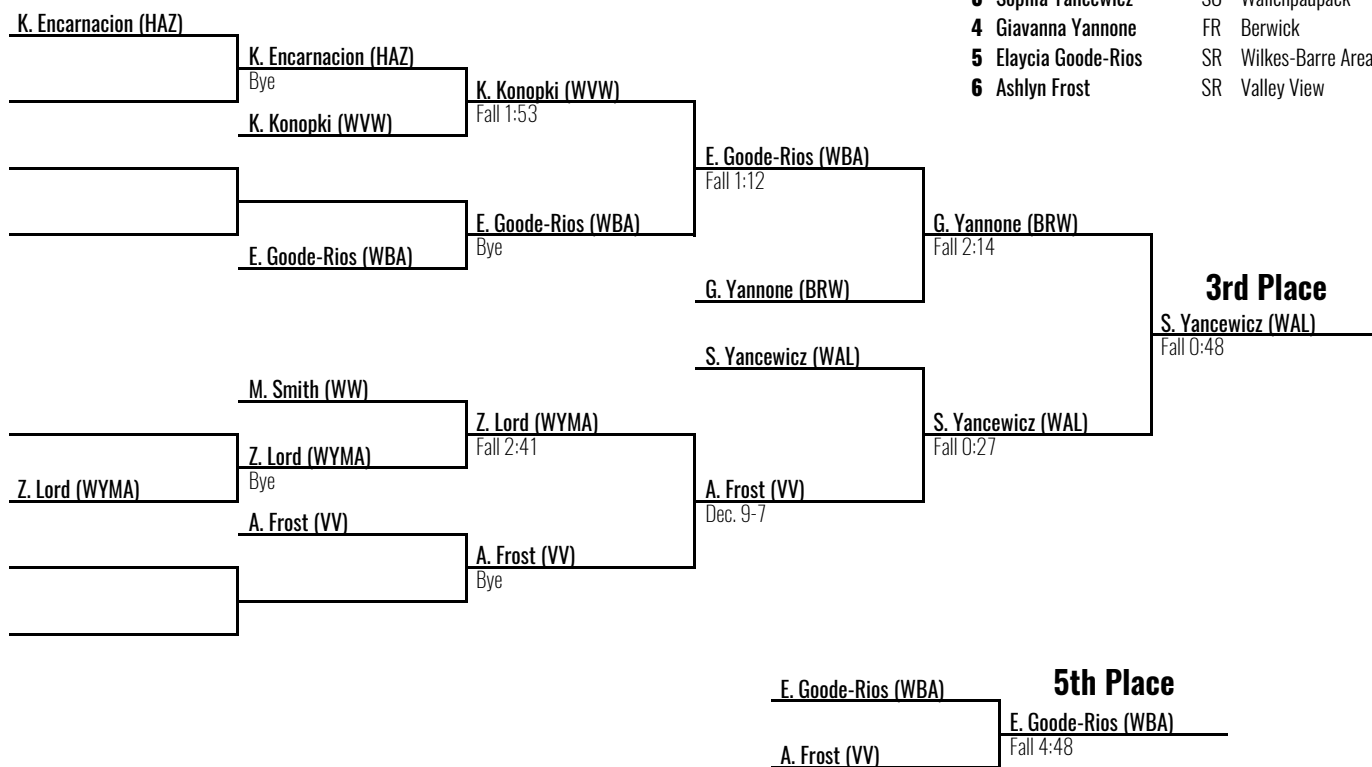 3 Sophia Yancewicz SO Wallenpaupack
K. Encarnacion (HAZ)
4 Giavanna Yannone FR Berwick
K. Encarnacion (HAZ)
5 Elaycia Goode-Rios SR Wilkes-Barre Area
Bye
K. Konopki (WVW)
6 Ashlyn Frost SR Valley View
Fall 1:53
K. Konopki (WVW)
E. Goode-Rios (WBA)
Fall 1:12
E. Goode-Rios (WBA)
G. Yannone (BRW)
Bye
Fall 2:14
E. Goode-Rios (WBA)
G. Yannone (BRW)
3rd Place
S. Yancewicz (WAL)
Fall 0:48
S. Yancewicz (WAL)
M. Smith (WW)
Z. Lord (WYMA)
S. Yancewicz (WAL)
Fall 2:41
Fall 0:27
Z. Lord (WYMA)
Bye
Z. Lord (WYMA)
A. Frost (VV)
Dec. 9-7
A. Frost (VV)
A. Frost (VV)
Bye
5th Place
E. Goode-Rios (WBA)
E. Goode-Rios (WBA)
Fall 4:48
A. Frost (VV)